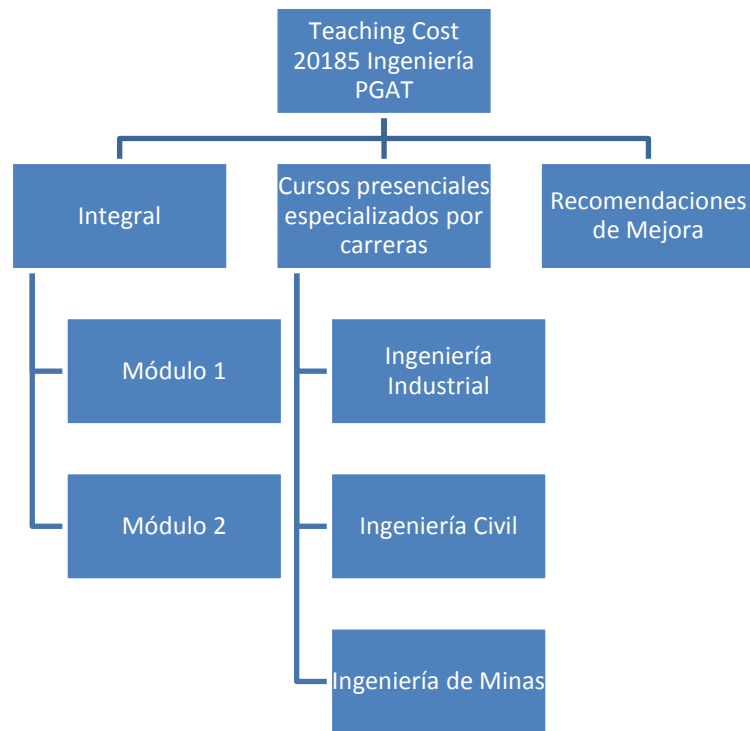 Teaching Cost
20185 Ingeniería
PGAT
Integral
Cursos presenciales
especializados por
carreras
Recomendaciones
de Mejora
Módulo 1
Módulo 2
Ingeniería
Industrial
Ingeniería Civil
Ingeniería de Minas